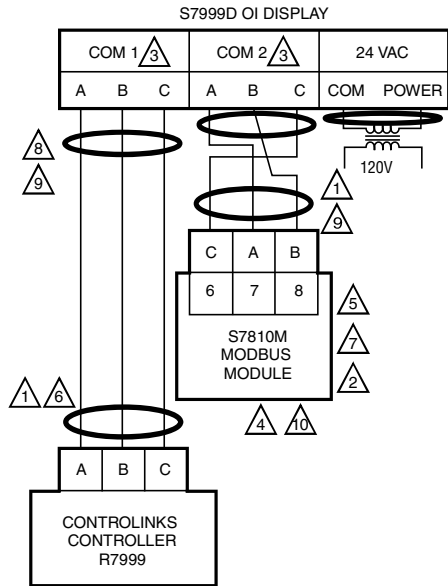 S7999D OI DISPLAY
COM 1 3 COM 2 3 24 VAC
A B C A B C COM POWER
8
9
120V
1
9
C A B
6 7 8
S7810M
MODBUS
MODULE
5
7
2
4 10
1 6
A B C
CONTROLINKS
CONTROLLER
R7999